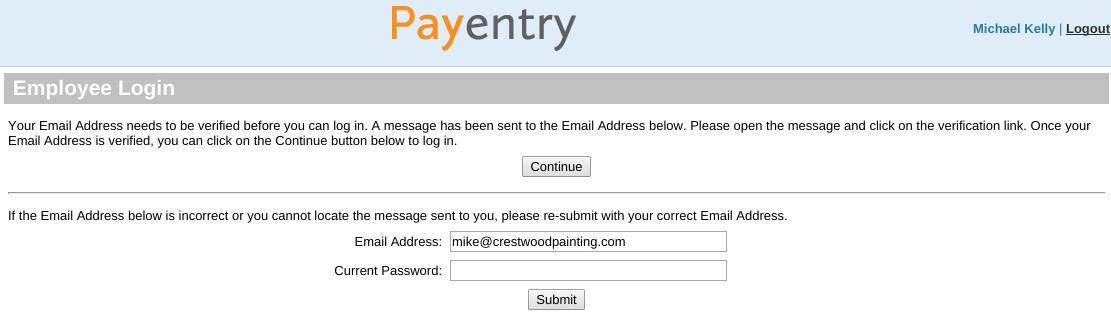 Payentry
Michael Kelly | Logout
Employee Login
Your Email Address needs to be verified before you can log in. A message has been sent to the Email Address below. Please open the message and click on the verification link. Once your
Email Address is verified, you can click on the Continue button below to log in.
Continue
If the Email Address below is incorrect or you cannot locate the message sent to you, please re-submit with your correct Email Address.
Email Address: mike@crestwoodpainting.com
Current Password:
Submit